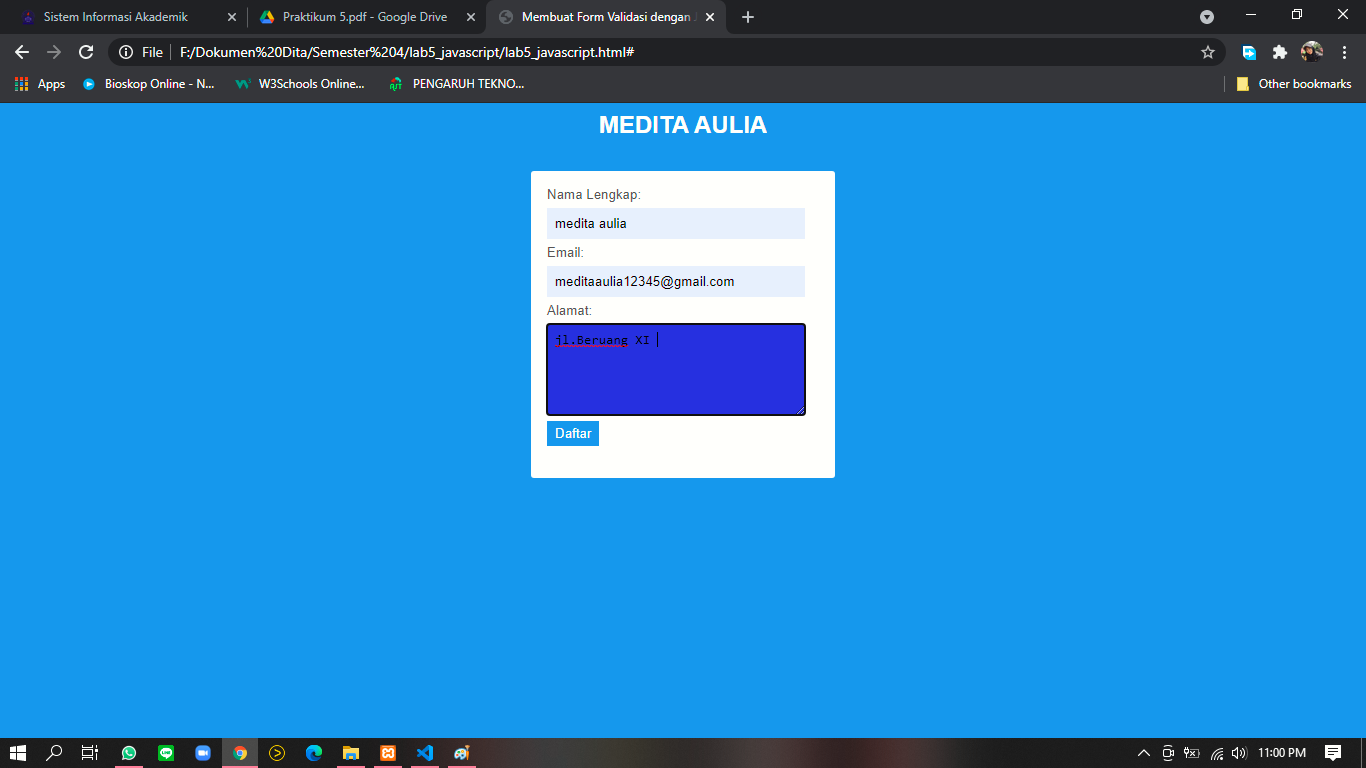 Sistem Informasi Akademik
Praktikum 5.pdf - Google Drive
Membuat Form Validasi dengan
File
F:/Dokumen%20Dita/Semester%204/lab5_javascript/lab5_javascript.html#
Apps
Bioskop Online - N...
W3Schools Online...
PENGARUH TEKNO...
Other bookmarks
MEDITA AULIA
Nama Lengkap:
medita aulia
Email:
meditaaulia12345@gmail.com
Alamat:
jl.Beruang XI
Daftar
11:00 PM